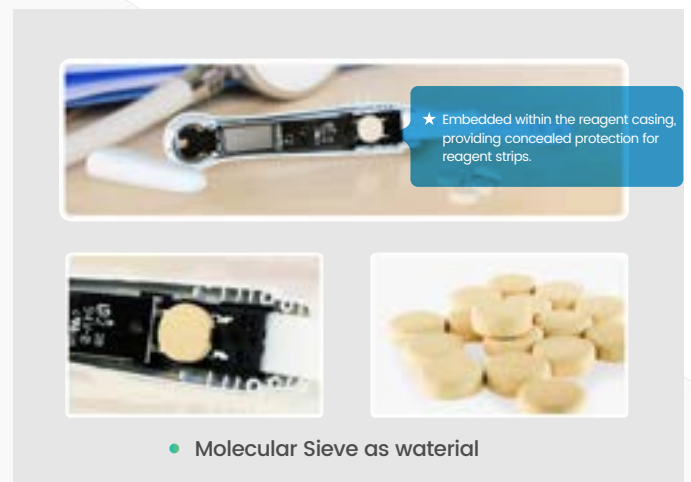 ★ Embedded within the reagent casing,
providing concealed protection for
reagent strips.
• Molecular Sieve as waterial